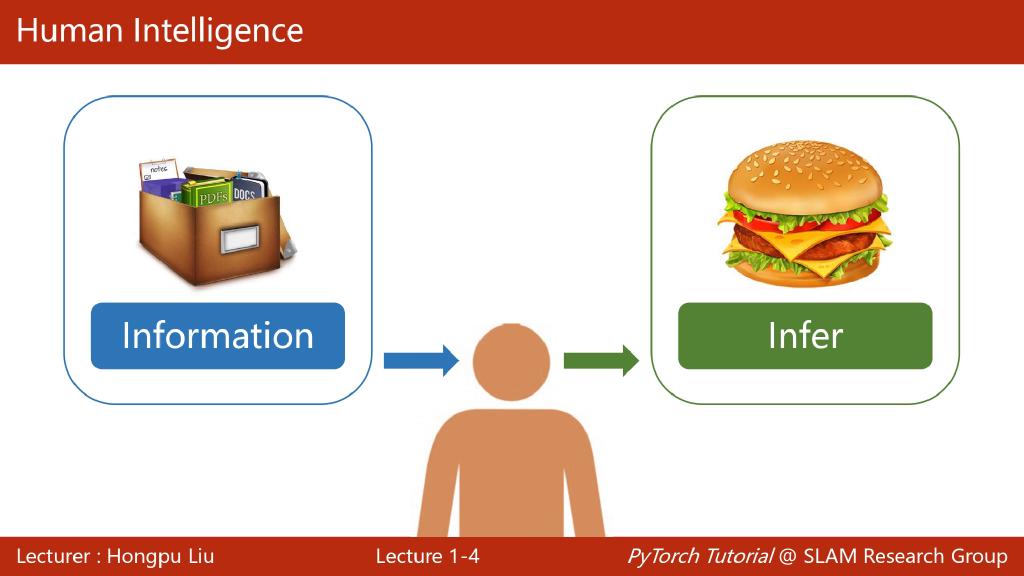 Human Intelligence
notes
PDFs
DOCS
Information
Infer
Lecturer : Hongpu Liu
Lecture 1-4
PyTorch Tutorial @ SLAM Research Group